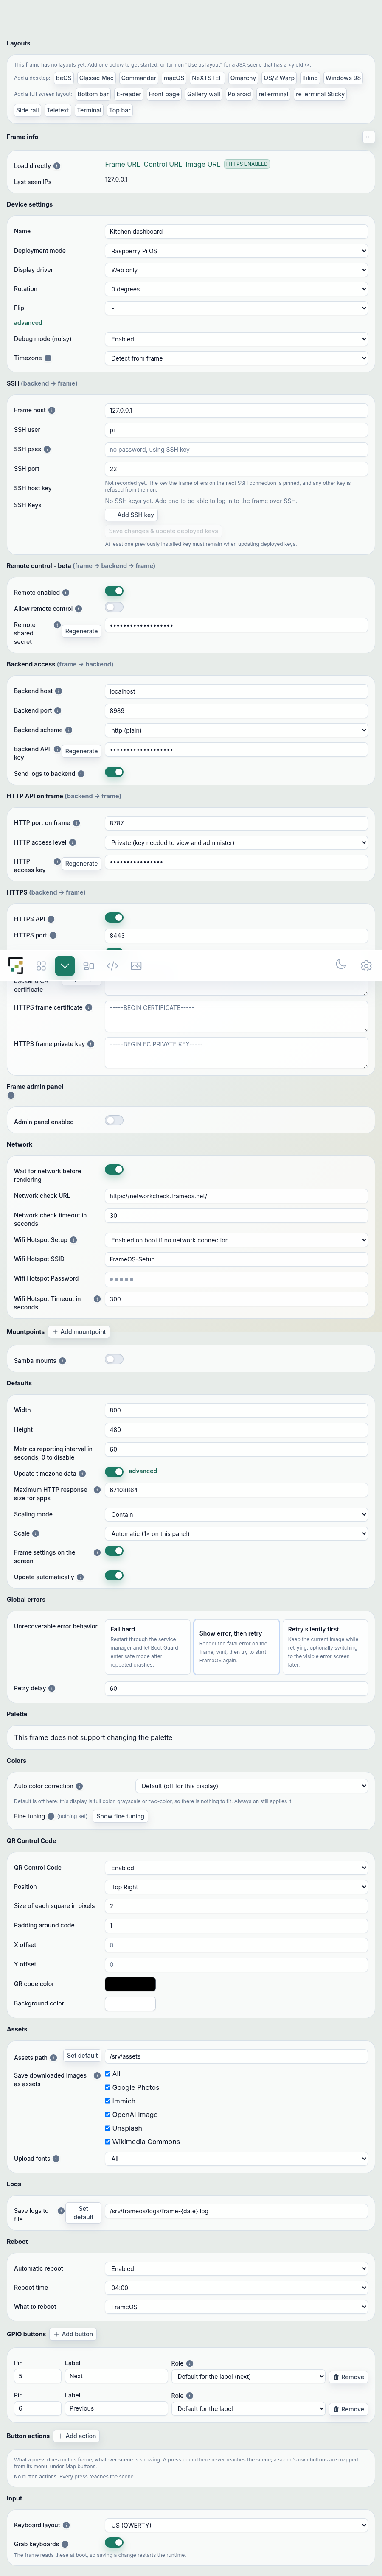 Layouts
This frame has no layouts yet. Add one below to get started, or turn on "Use as layout" for a JSX scene that has a <yield />.
Add a desktop: BeOS Classic Mac Commander macOS NeXTSTEP Omarchy OS/2 Warp Tiling Windows 98
Add a full screen layout: Bottom bar E-reader Front page Gallery wall Polaroid reTerminal reTerminal Sticky
Side rail Teletext Terminal Top bar
Frame info
Load directly Frame URL Control URL Image URL HTTPS ENABLED
Last seen IPs 127.0.0.1
Device settings
Name Kitchen dashboard
Deployment mode Raspberry Pi OS
Display driver Web only
Rotation 0 degrees
Flip -
advanced
Debug mode (noisy) Enabled
Timezone Detect from frame
SSH (backend → frame)
Frame host 127.0.0.1
SSH user pi
SSH pass no password, using SSH key
SSH port 22
SSH host key Not recorded yet. The key the frame offers on the next SSH connection is pinned, and any other key is
refused from then on.
SSH Keys No SSH keys yet. Add one to be able to log in to the frame over SSH.
+ Add SSH key
Save changes & update deployed keys
At least one previously installed key must remain when updating deployed keys.
Remote control - beta (frame → backend → frame)
Remote enabled
Allow remote control
Remote shared secret Regenerate
Backend access (frame → backend)
Backend host localhost
Backend port 8989
Backend scheme http (plain)
Backend API key Regenerate
Send logs to backend
HTTP API on frame (backend → frame)
HTTP port on frame 8787
HTTP access level Private (key needed to view and administer)
HTTP access key Regenerate
HTTPS (backend → frame)
HTTPS API
HTTPS port 8443
backend CA certificate
HTTPS frame certificate -----BEGIN CERTIFICATE-----
HTTPS frame private key -----BEGIN EC PRIVATE KEY-----
Frame admin panel
Admin panel enabled
Network
Wait for network before rendering
Network check URL https://networkcheck.frameos.net/
Network check timeout in seconds 30
Wifi Hotspot Setup Enabled on boot if no network connection
Wifi Hotspot SSID FrameOS-Setup
Wifi Hotspot Password
Wifi Hotspot Timeout in seconds 300
Mountpoints + Add mountpoint
Samba mounts
Defaults
Width 800
Height 480
Metrics reporting interval in seconds, 0 to disable 60
Update timezone data advanced
Maximum HTTP response size for apps 67108864
Scaling mode Contain
Scale Automatic (1× on this panel)
Frame settings on the screen
Update automatically
Global errors
Unrecoverable error behavior
Fail hard
Restart through the service manager and let Boot Guard enter safe mode after repeated crashes.
Show error, then retry
Render the fatal error on the frame, wait, then try to start FrameOS again.
Retry silently first
Keep the current image while retrying, optionally switching to the visible error screen later.
Retry delay 60
Palette
This frame does not support changing the palette
Colors
Auto color correction Default (off for this display)
Default is off here: this display is full color, grayscale or two-color, so there is nothing to fit. Always on still applies it.
Fine tuning (nothing set) Show fine tuning
QR Control Code
QR Control Code Enabled
Position Top Right
Size of each square in pixels 2
Padding around code 1
X offset 0
Y offset 0
QR code color
Background color
Assets
Assets path Set default /srv/assets
Save downloaded images as assets
All
Google Photos
Immich
OpenAI Image
Unsplash
Wikimedia Commons
Upload fonts All
Logs
Save logs to file Set default /srv/frameos/logs/frame-{date}.log
Reboot
Automatic reboot Enabled
Reboot time 04:00
What to reboot FrameOS
GPIO buttons + Add button
Pin Label Role
5 Next Default for the label (next) Remove
Pin Label Role
6 Previous Default for the label Remove
Button actions + Add action
What a press does on this frame, whatever scene is showing. A press bound here never reaches the scene; a scene's own buttons are mapped
from its menu, under Map buttons.
No button actions. Every press reaches the scene.
Input
Keyboard layout US (QWERTY)
Grab keyboards
The frame reads these at boot, so saving a change restarts the runtime.